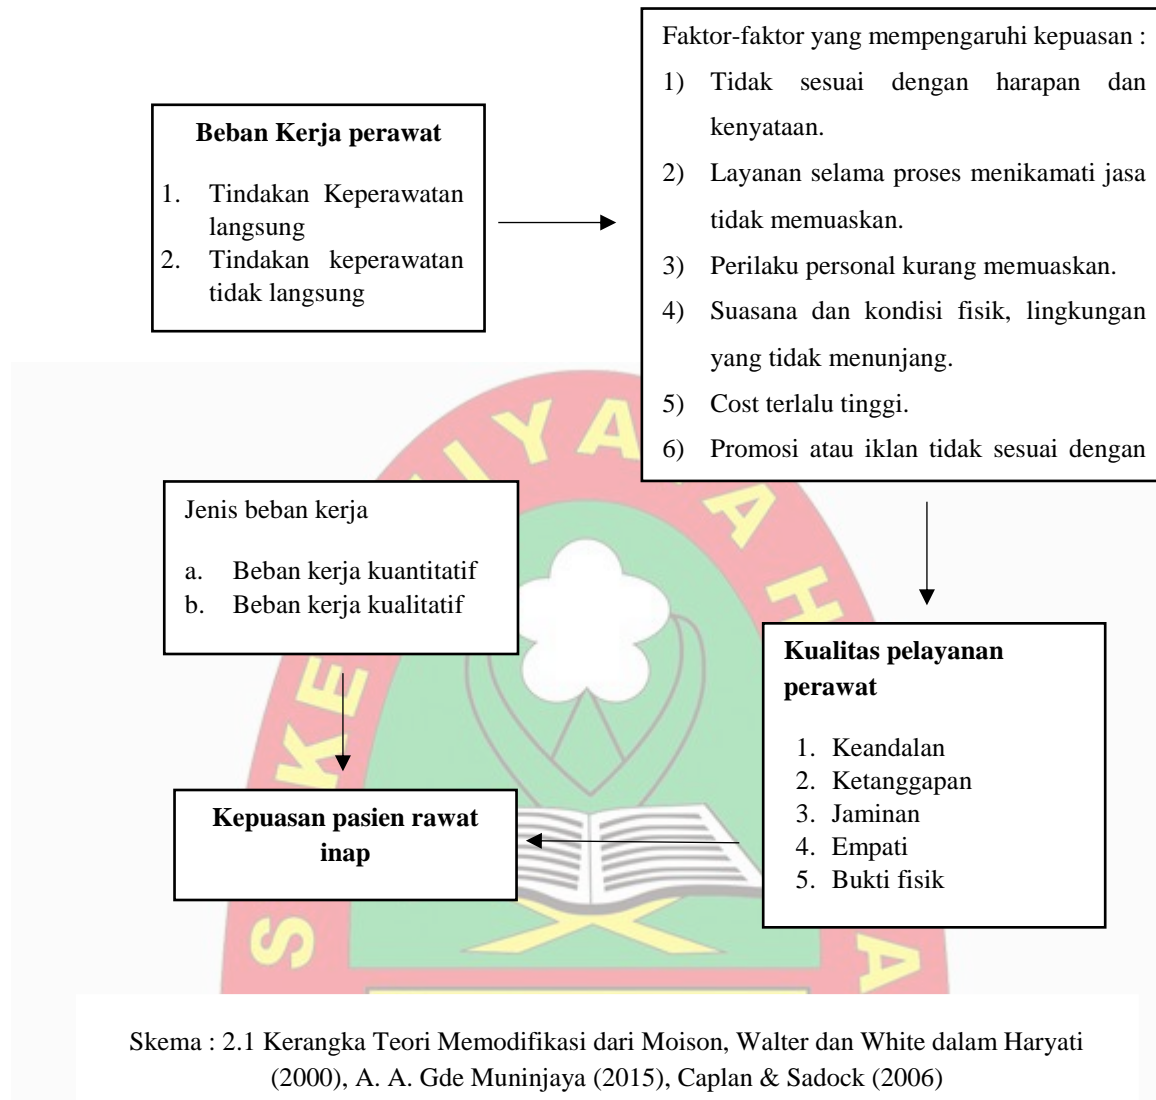 Faktor-faktor yang mempengaruhi kepuasan :
1) Tidak sesuai dengan harapan dan
kenyataan.
2) Layanan selama proses menikamati jasa
tidak memuaskan.
3) Perilaku personal kurang memuaskan.
4) Suasana dan kondisi fisik, lingkungan
yang tidak menunjang.
5) Cost terlalu tinggi.
6) Promosi atau iklan tidak sesuai dengan
Beban Kerja perawat
1. Tindakan Keperawatan
langsung
2. Tindakan keperawatan
tidak langsung
Jenis beban kerja
a. Beban kerja kuantitatif
b. Beban kerja kualitatif
Kualitas pelayanan
perawat
1. Keandalan
2. Ketanggapan
3. Jaminan
4. Empati
5. Bukti fisik
Kepuasan pasien rawat
inap
Skema : 2.1 Kerangka Teori Memodifikasi dari Moison, Walter dan White dalam Haryati
(2000), A. A. Gde Muninjaya (2015), Caplan & Sadock (2006)